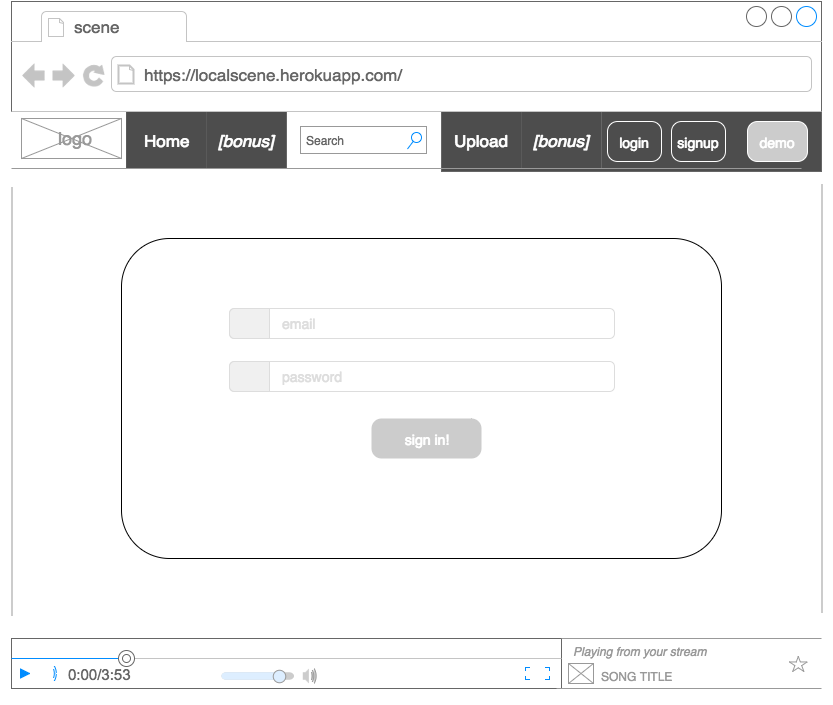 scene
https://localscene.herokuapp.com/
logo Home [bonus] Search Upload [bonus] login signup demo
email
password
sign in!
Playing from your stream
0:00/3:53 SONG TITLE